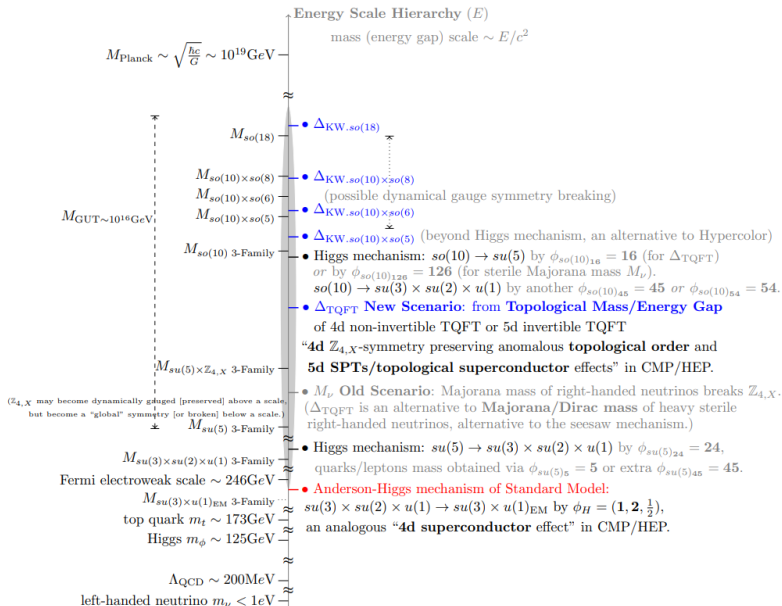 Energy Scale Hierarchy (E)
mass (energy gap) scale ∼ E/c²
M_Planck ∼ √(ℏc/G) ∼ 10¹⁹GeV
≈
Δ_KW.so(18)
M_so(18)
M_so(10)×so(8)
Δ_KW.so(10)×so(8)
M_so(10)×so(6)
(possible dynamical gauge symmetry breaking)
M_GUT∼10¹⁶GeV
M_so(10)×so(5)
Δ_KW.so(10)×so(6)
Δ_KW.so(10)×so(5) (beyond Higgs mechanism, an alternative to Hypercolor)
M_so(10) 3-Family
Higgs mechanism: so(10) → su(5) by ϕ_so(10)₁₆ = 16 (for Δ_TQFT)
or by ϕ_so(10)₁₂₆ = 126 (for sterile Majorana mass M_ν).
so(10) → su(3) × su(2) × u(1) by another ϕ_so(10)₄₅ = 45 or ϕ_so(10)₅₄ = 54.
Δ_TQFT New Scenario: from Topological Mass/Energy Gap
of 4d non-invertible TQFT or 5d invertible TQFT
“4d ℤ₄,X-symmetry preserving anomalous topological order and
M_su(5)×ℤ₄,X 3-Family
5d SPTs/topological superconductor effects” in CMP/HEP.
M_ν Old Scenario: Majorana mass of right-handed neutrinos breaks ℤ₄,X.
(ℤ₄,X may become dynamically gauged [preserved] above a scale,
but become a “global” symmetry [or broken] below a scale.)
(Δ_TQFT is an alternative to Majorana/Dirac mass of heavy sterile
right-handed neutrinos, alternative to the seesaw mechanism.)
M_su(5) 3-Family
≈
Higgs mechanism: su(5) → su(3) × su(2) × u(1) by ϕ_su(5)₂₄ = 24,
M_su(3)×su(2)×u(1) 3-Family
quarks/leptons mass obtained via ϕ_su(5)₅ = 5 or extra ϕ_su(5)₄₅ = 45.
≈
Fermi electroweak scale ∼ 246GeV
Anderson-Higgs mechanism of Standard Model:
M_su(3)×u(1)_EM 3-Family
su(3) × su(2) × u(1) → su(3) × u(1)_EM by ϕ_H = (1, 2, ½),
≈
top quark m_t ∼ 173GeV
an analogous “4d superconductor effect” in CMP/HEP.
≈
Higgs m_ϕ ∼ 125GeV
≈
Λ_QCD ∼ 200MeV
≈
left-handed neutrino m_ν < 1eV